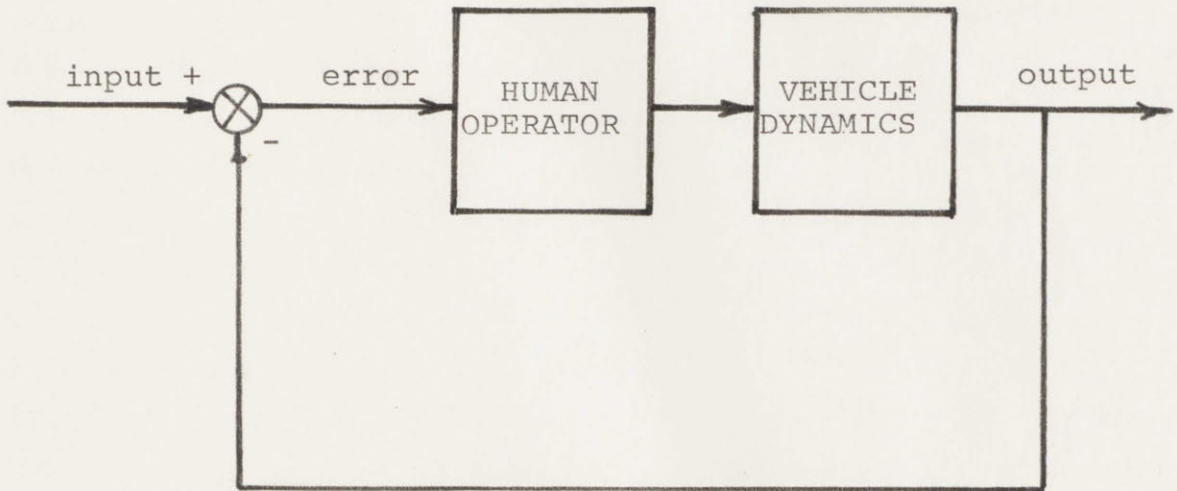 input +
error
HUMAN
OPERATOR
VEHICLE
DYNAMICS
output
-